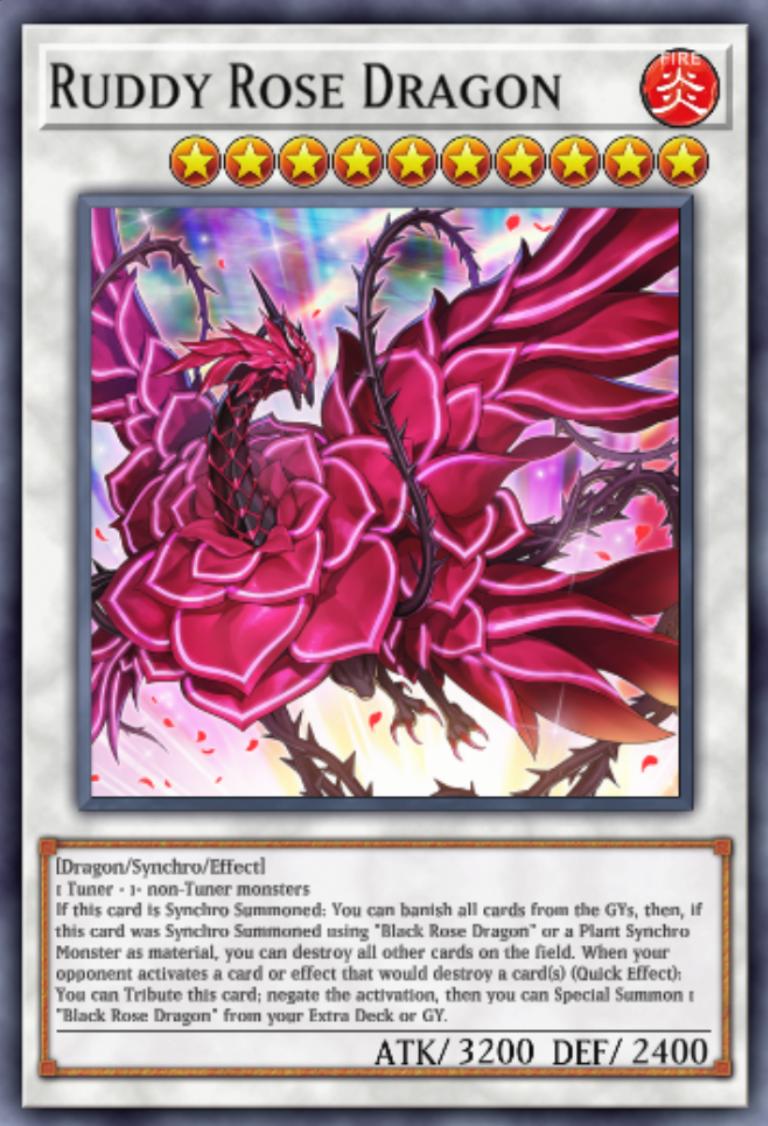 RUDDY ROSE DRAGON
FIRE
炎
[Dragon/Synchro/Effect]
1 Tuner + 1+ non-Tuner monsters
If this card is Synchro Summoned: You can banish all cards from the GYs, then, if
this card was Synchro Summoned using "Black Rose Dragon" or a Plant Synchro
Monster as material, you can destroy all other cards on the field. When your
opponent activates a card or effect that would destroy a card(s) (Quick Effect):
You can Tribute this card; negate the activation, then you can Special Summon 1
"Black Rose Dragon" from your Extra Deck or GY.
ATK/ 3200 DEF/ 2400